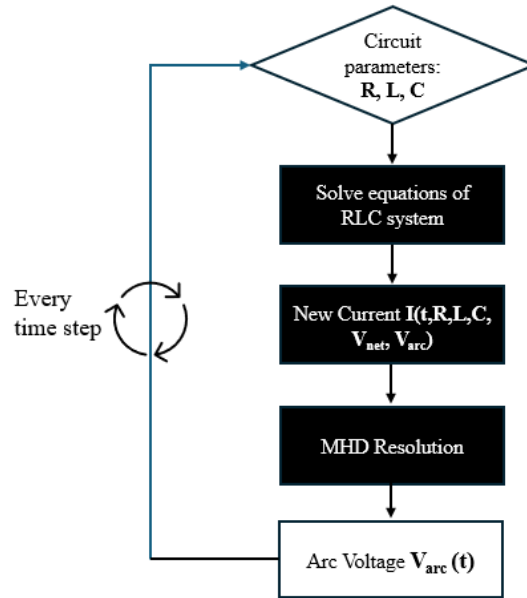 Circuit
parameters:
R, L, C
Solve equations of
RLC system
Every
time step
New Current I(t,R,L,C,
Vnet, Varc)
MHD Resolution
Arc Voltage Varc (t)